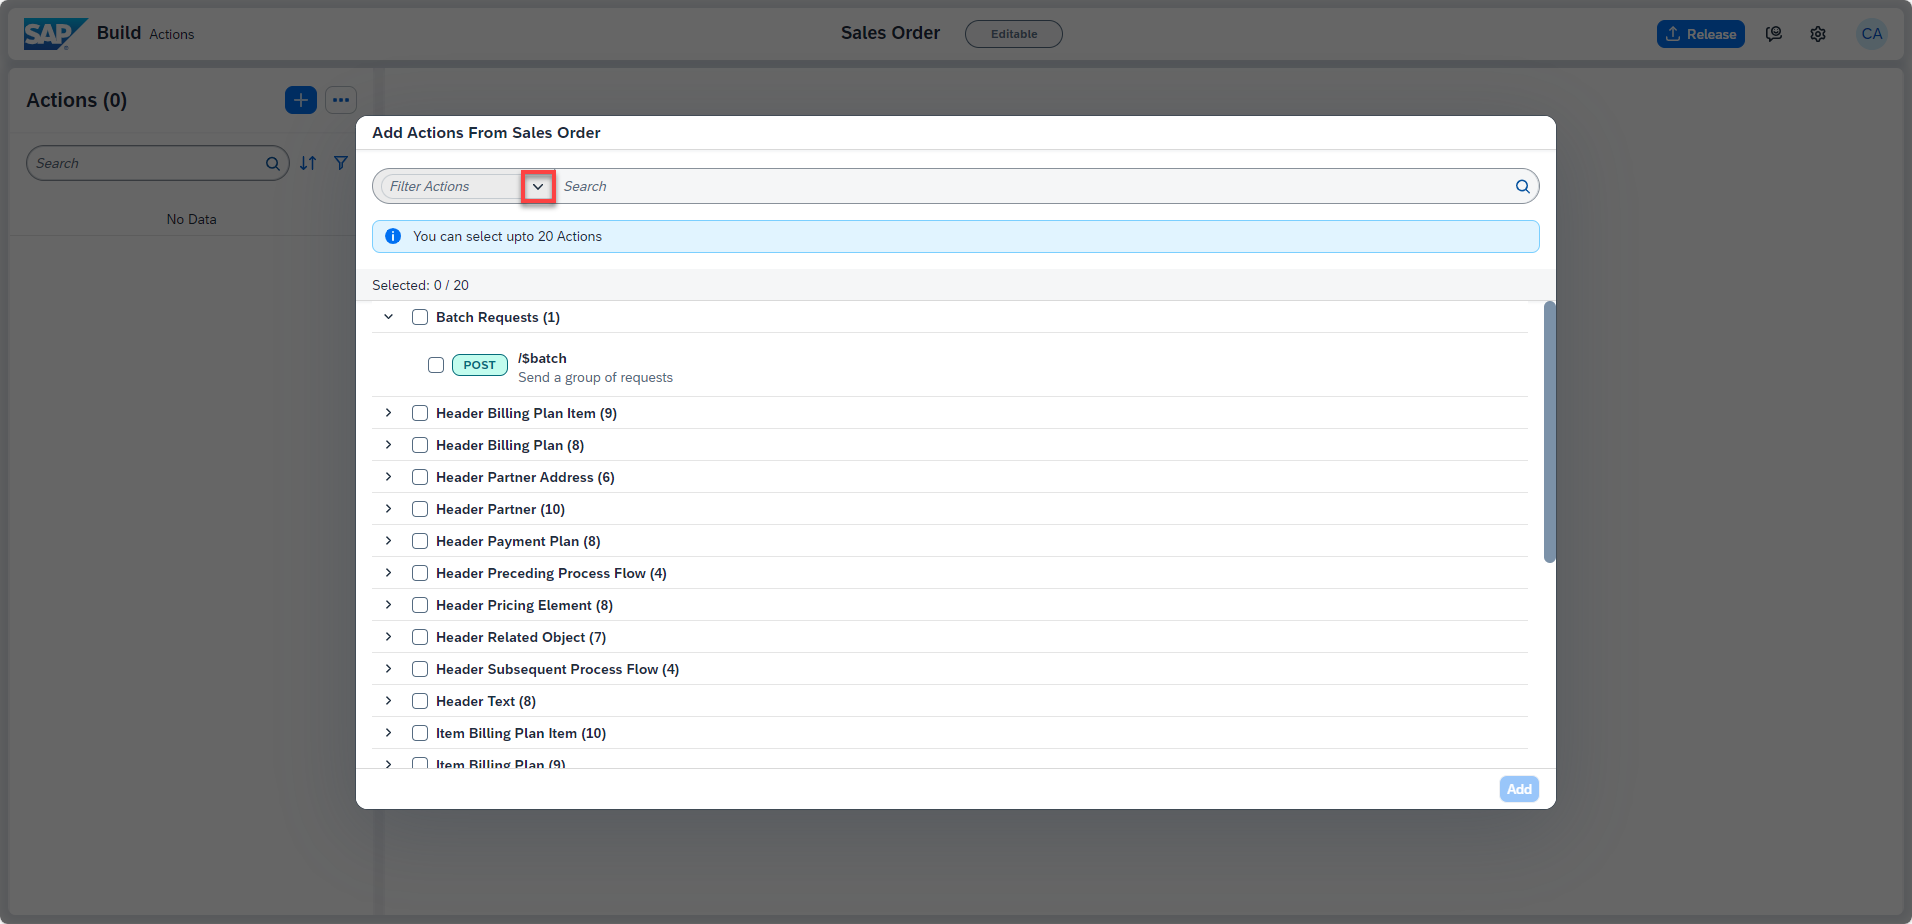 SAP Build Actions
Sales Order
Editable
Release
CA
Actions (0)
Search
No Data
Add Actions From Sales Order
Filter Actions
Search
You can select upto 20 Actions
Selected: 0 / 20
Batch Requests (1)
POST
/$batch
Send a group of requests
Header Billing Plan Item (9)
Header Billing Plan (8)
Header Partner Address (6)
Header Partner (10)
Header Payment Plan (8)
Header Preceding Process Flow (4)
Header Pricing Element (8)
Header Related Object (7)
Header Subsequent Process Flow (4)
Header Text (8)
Item Billing Plan Item (10)
Item Billing Plan (9)
Add